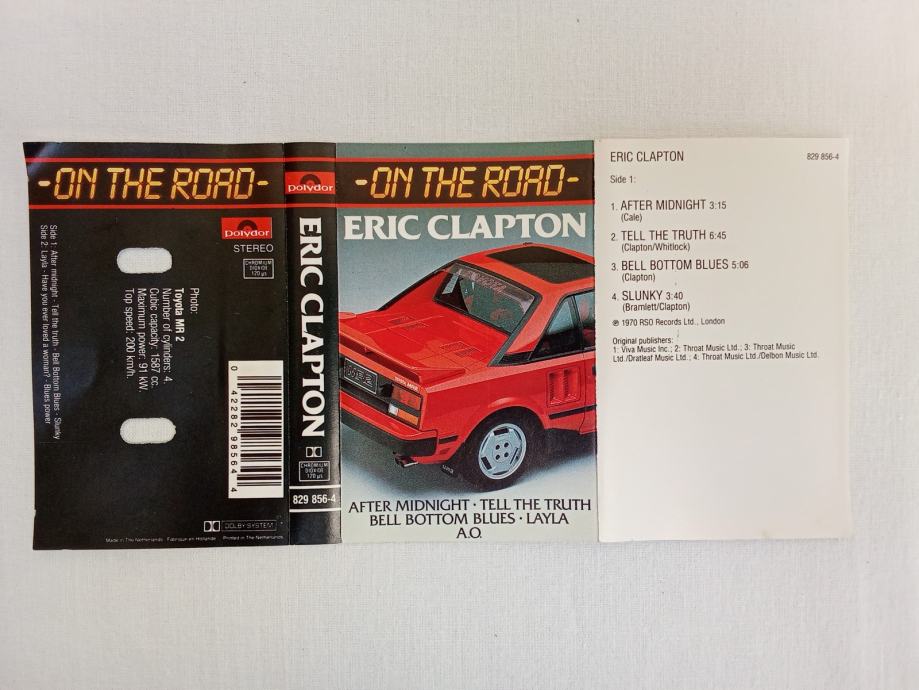 -ON THE ROAD-
polydor
STEREO
CHROMIUM
DIOXIDE
120 µs
Photo:
Toyota MR 2
Number of cylinders: 4.
Cubic capacity: 1587 cc.
Maximum power: 91 kW.
Top speed: 200 km/h.
Side 1: After midnight - Tell the truth - Bell Bottom Blues - Slunky
Side 2: Layla - Have you ever loved a woman? - Blues power
0 42282 98564 4
DOLBY SYSTEM
Made in The Netherlands Fabriqué en Hollande Printed in The Netherlands
polydor
ERIC CLAPTON
CHROMIUM
DIOXIDE
120 µs
829 856-4
-ON THE ROAD-
ERIC CLAPTON
TOYOTA
MR2
AFTER MIDNIGHT · TELL THE TRUTH
BELL BOTTOM BLUES · LAYLA
A.O.
ERIC CLAPTON 829 856-4
Side 1:
1. AFTER MIDNIGHT 3:15
(Cale)
2. TELL THE TRUTH 6:45
(Clapton/Whitlock)
3. BELL BOTTOM BLUES 5:06
(Clapton)
4. SLUNKY 3:40
(Bramlett/Clapton)
℗ 1970 RSO Records Ltd., London
Original publishers:
1: Viva Music Inc.; 2: Throat Music Ltd.; 3: Throat Music
Ltd./Dratleaf Music Ltd.; 4: Throat Music Ltd./Delbon Music Ltd.